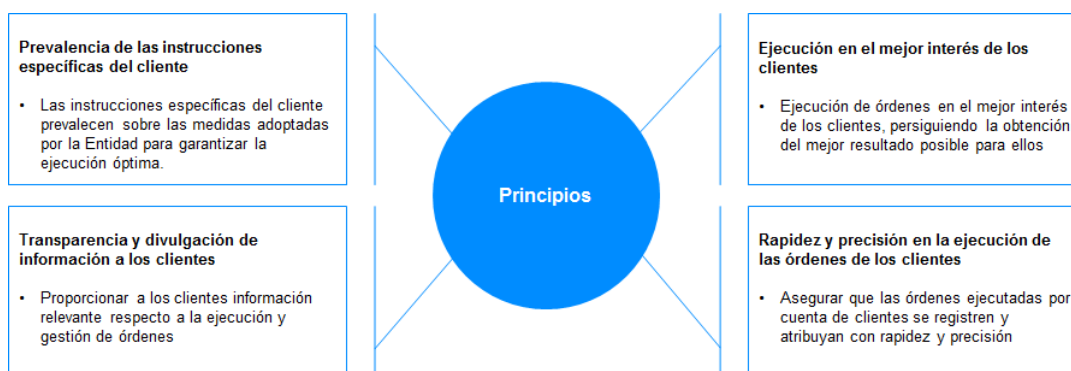 Prevalencia de las instrucciones
específicas del cliente
• Las instrucciones específicas del cliente
prevalecen sobre las medidas adoptadas
por la Entidad para garantizar la
ejecución óptima.
Transparencia y divulgación de
información a los clientes
• Proporcionar a los clientes información
relevante respecto a la ejecución y
gestión de órdenes
Principios
Ejecución en el mejor interés de los
clientes
• Ejecución de órdenes en el mejor interés
de los clientes, persiguiendo la obtención
del mejor resultado posible para ellos
Rapidez y precisión en la ejecución de
las órdenes de los clientes
• Asegurar que las órdenes ejecutadas por
cuenta de clientes se registren y
atribuyan con rapidez y precisión